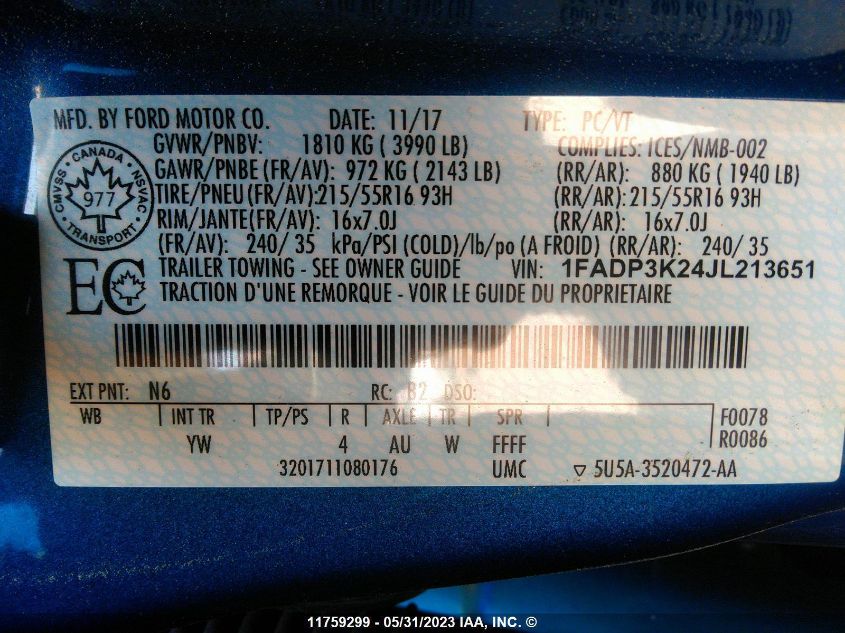 MFD. BY FORD MOTOR CO. DATE: 11/17 TYPE: PC/VT
GVWR/PNBV: 1810 KG ( 3990 LB) COMPLIES: ICES/NMB-002
GAWR/PNBE (FR/AV): 972 KG ( 2143 LB) (RR/AR): 880 KG ( 1940 LB)
TIRE/PNEU (FR/AV): 215/55R16 93H (RR/AR): 215/55R16 93H
RIM/JANTE(FR/AV): 16x7.0J (RR/AR): 16x7.0J
(FR/AV): 240/ 35 kPa/PSI (COLD)/lb/po (A FROID) (RR/AR): 240/ 35
TRAILER TOWING - SEE OWNER GUIDE VIN: 1FADP3K24JL213651
TRACTION D'UNE REMORQUE - VOIR LE GUIDE DU PROPRIETAIRE
CANADA
CMVSS
977
NSVAC
TRANSPORT
EC
EXT PNT: N6 RC: B2 DSO:
WB INT TR TP/PS R AXLE TR SPR F0078
YW 4 AU W FFFF R0086
3201711080176 UMC ▽ 5U5A-3520472-AA
11759299 - 05/31/2023 IAA, INC. ©